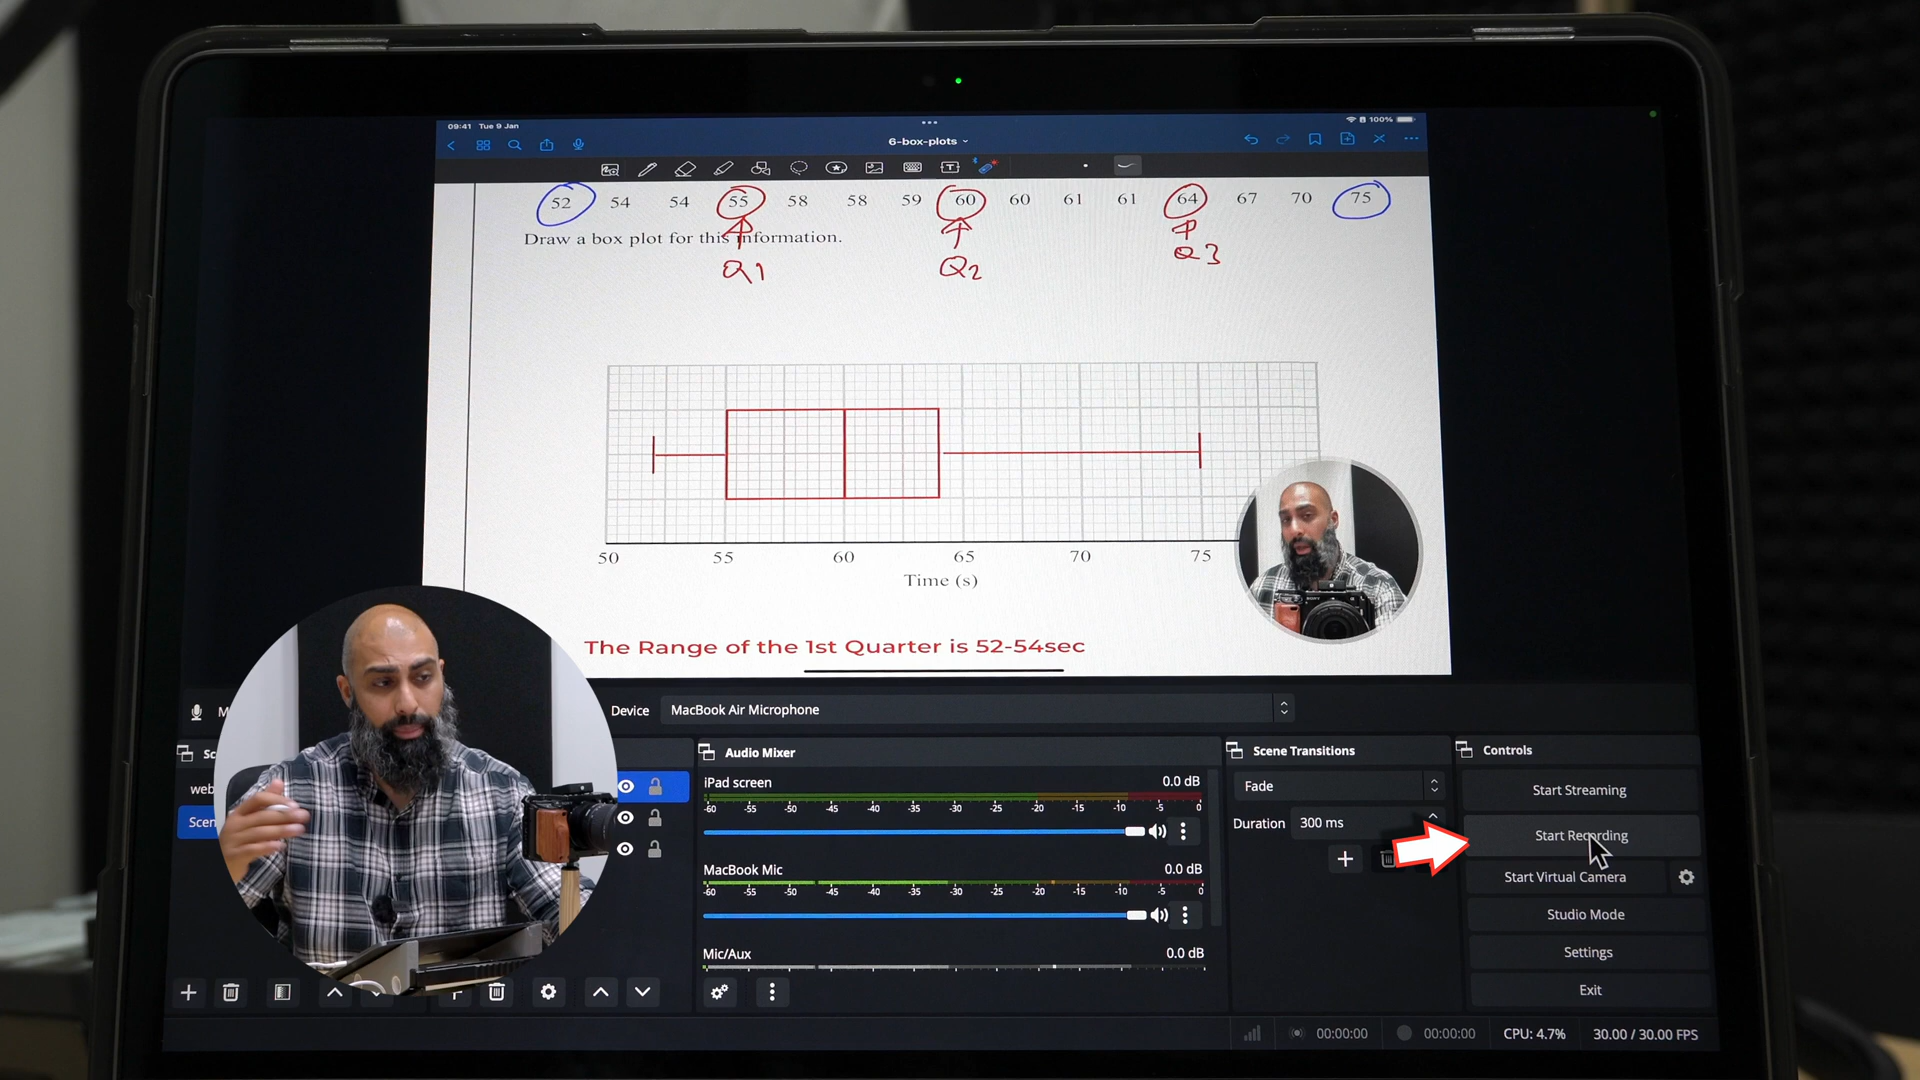 09:41 Tue 9 Jan
100%
6-box-plots
52 54 54 55 58 58 59 60 60 61 61 64 67 70 75
Draw a box plot for this information.
Q1 Q2 Q3
50 55 60 65 70 75
Time (s)
The Range of the 1st Quarter is 52-54sec
Device MacBook Air Microphone
Audio Mixer
iPad screen 0.0 dB
-60 -55 -50 -45 -40 -35 -30 -25 -20 -15 -10 -5 0
MacBook Mic 0.0 dB
-60 -55 -50 -45 -40 -35 -30 -25 -20 -15 -10 -5 0
Mic/Aux 0.0 dB
Scene Transitions
Fade
Duration 300 ms
Controls
Start Streaming
Start Recording
Start Virtual Camera
Studio Mode
Settings
Exit
00:00:00 00:00:00 CPU: 4.7% 30.00 / 30.00 FPS